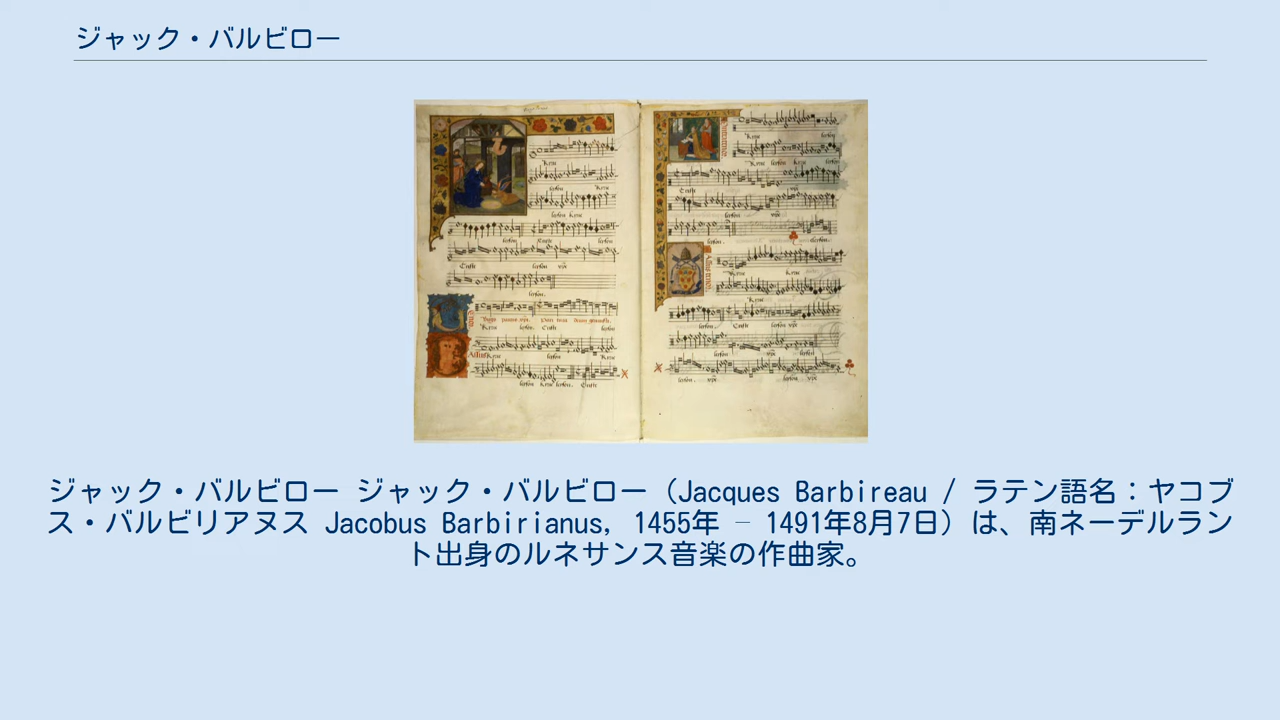 ジャック・バルビロー
ジャック・バルビロー ジャック・バルビロー（Jacques Barbireau / ラテン語名：ヤコブ
ス・バルビリアヌス Jacobus Barbirianus, 1455年 – 1491年8月7日）は、南ネーデルラン
ト出身のルネサンス音楽の作曲家。